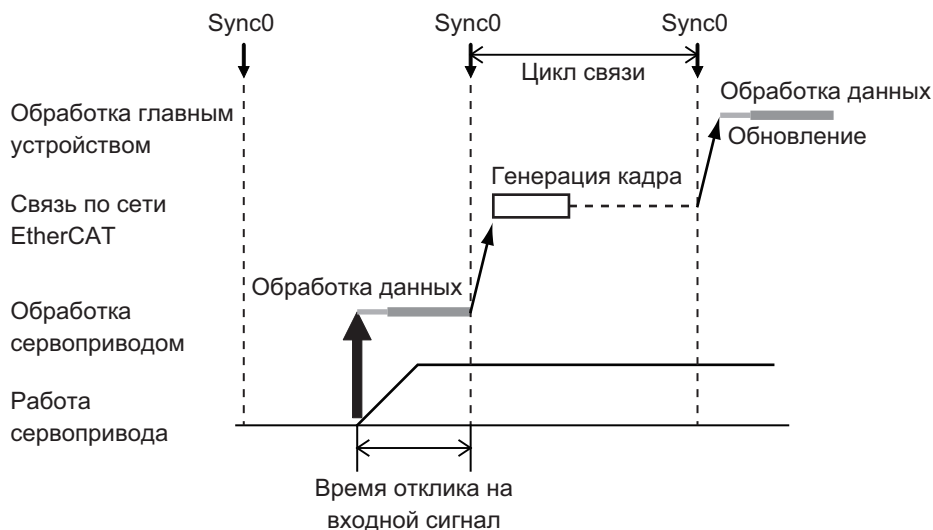 Sync0
Sync0
Sync0
Цикл связи
Обработка данных
Обработка главным
устройством
Обновление
Генерация кадра
Связь по сети
EtherCAT
Обработка данных
Обработка
сервоприводом
Работа
сервопривода
Время отклика на
входной сигнал